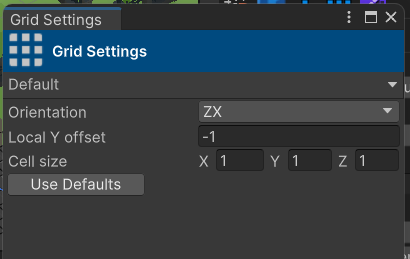 Grid Settings
Grid Settings
Default
Orientation ZX
Local Y offset -1
Cell size X 1 Y 1 Z 1
Use Defaults